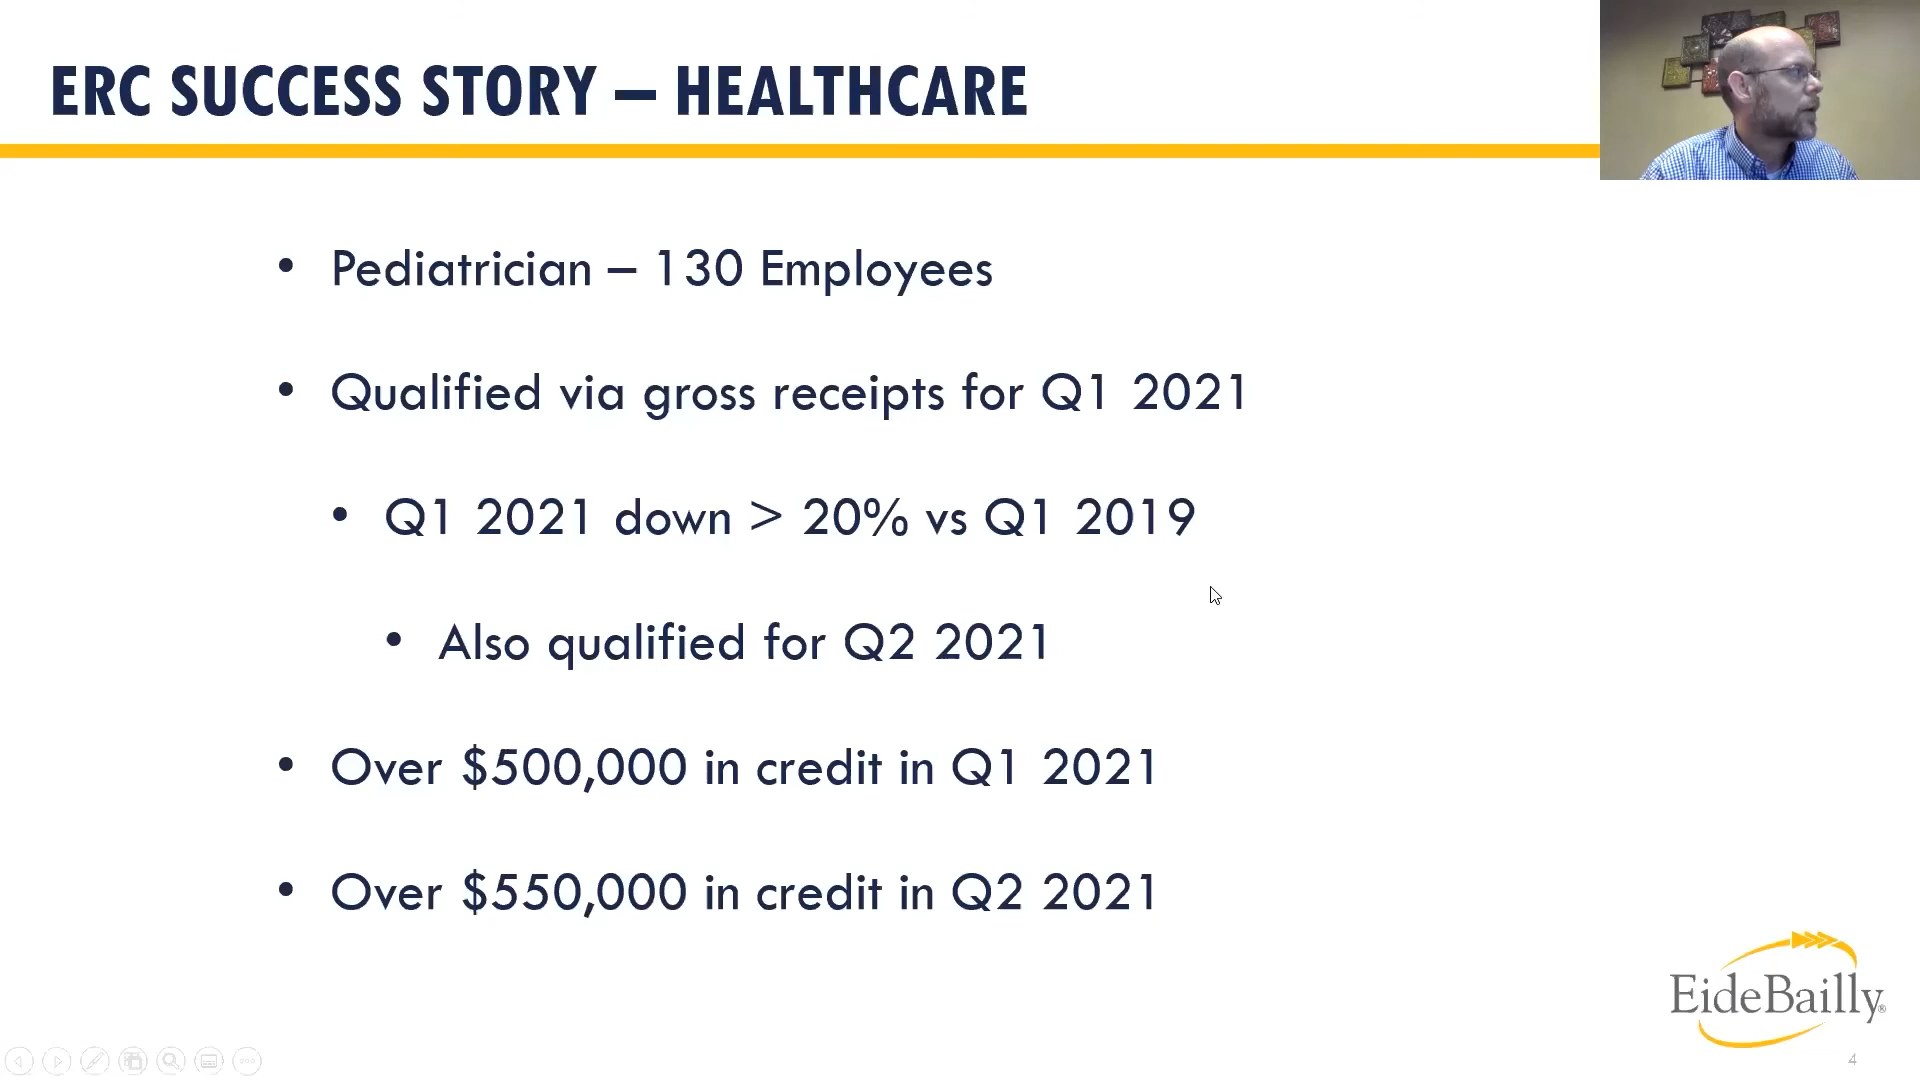 ERC SUCCESS STORY – HEALTHCARE
• Pediatrician – 130 Employees
• Qualified via gross receipts for Q1 2021
• Q1 2021 down > 20% vs Q1 2019
• Also qualified for Q2 2021
• Over $500,000 in credit in Q1 2021
• Over $550,000 in credit in Q2 2021
EideBailly®
4